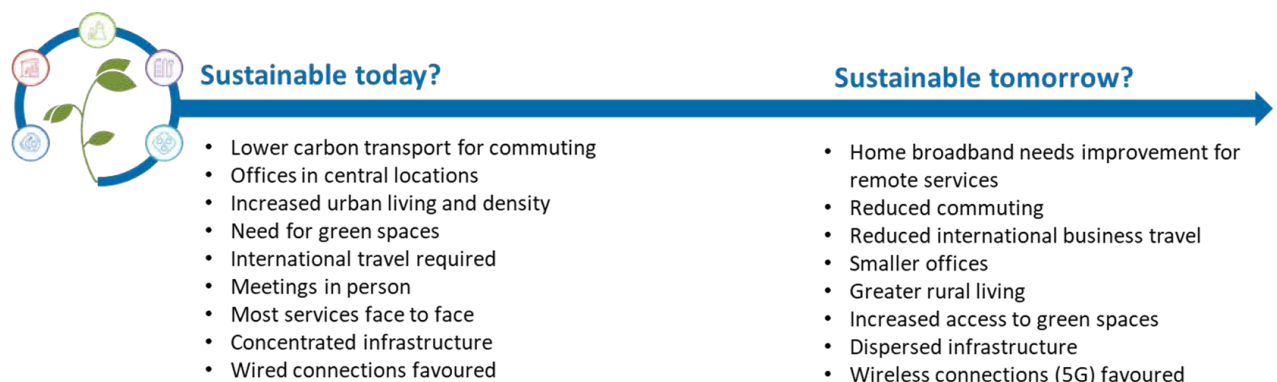 Sustainable today?
• Lower carbon transport for commuting
• Offices in central locations
• Increased urban living and density
• Need for green spaces
• International travel required
• Meetings in person
• Most services face to face
• Concentrated infrastructure
• Wired connections favoured
Sustainable tomorrow?
• Home broadband needs improvement for
remote services
• Reduced commuting
• Reduced international business travel
• Smaller offices
• Greater rural living
• Increased access to green spaces
• Dispersed infrastructure
• Wireless connections (5G) favoured